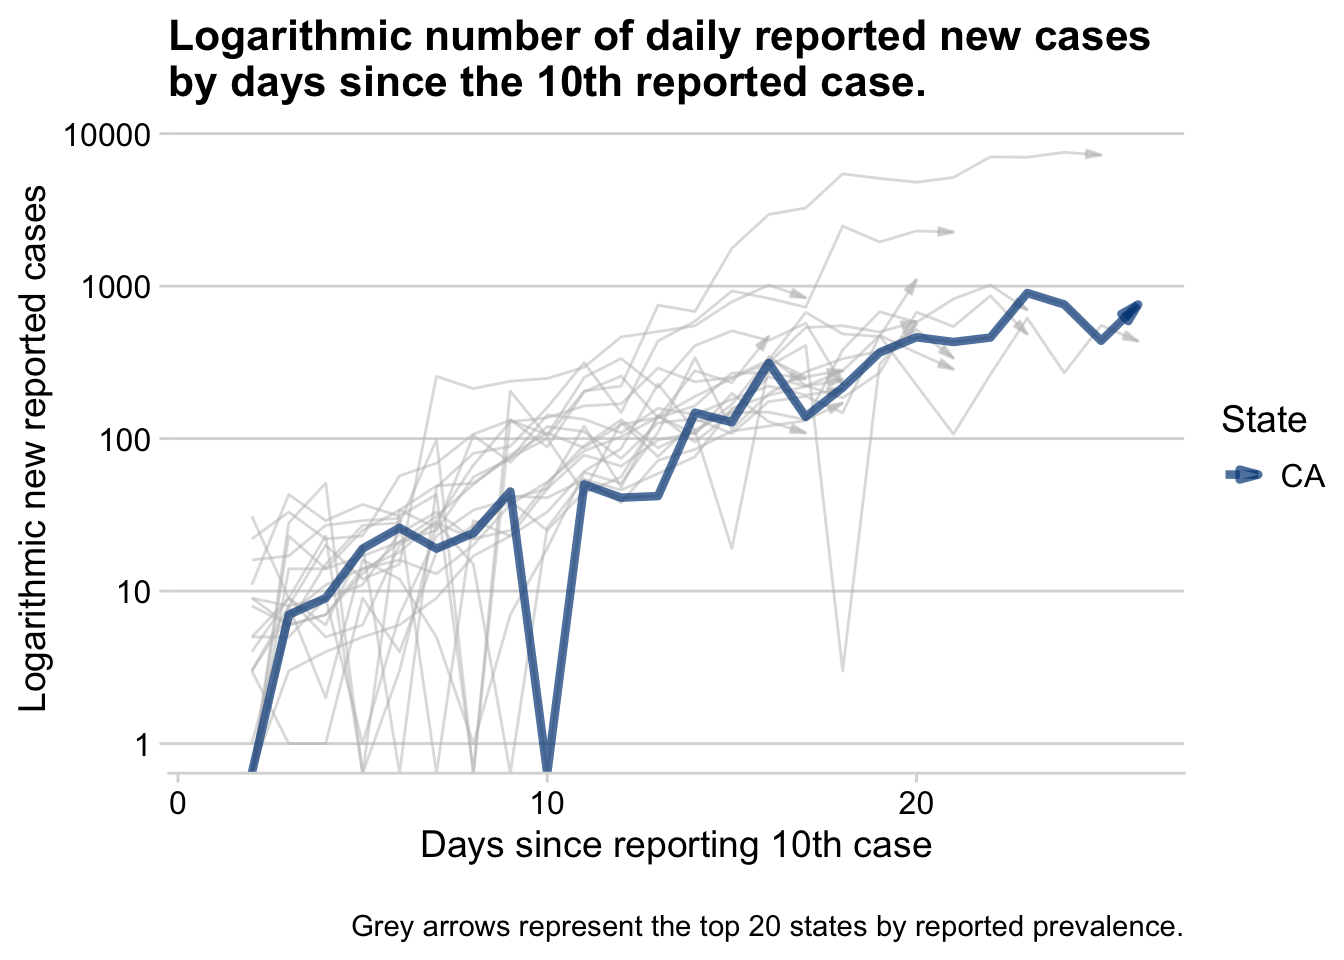 Logarithmic number of daily reported new cases
by days since the 10th reported case.
10000
1000
100
10
1
Logarithmic new reported cases
0
10
20
Days since reporting 10th case
State
CA
Grey arrows represent the top 20 states by reported prevalence.